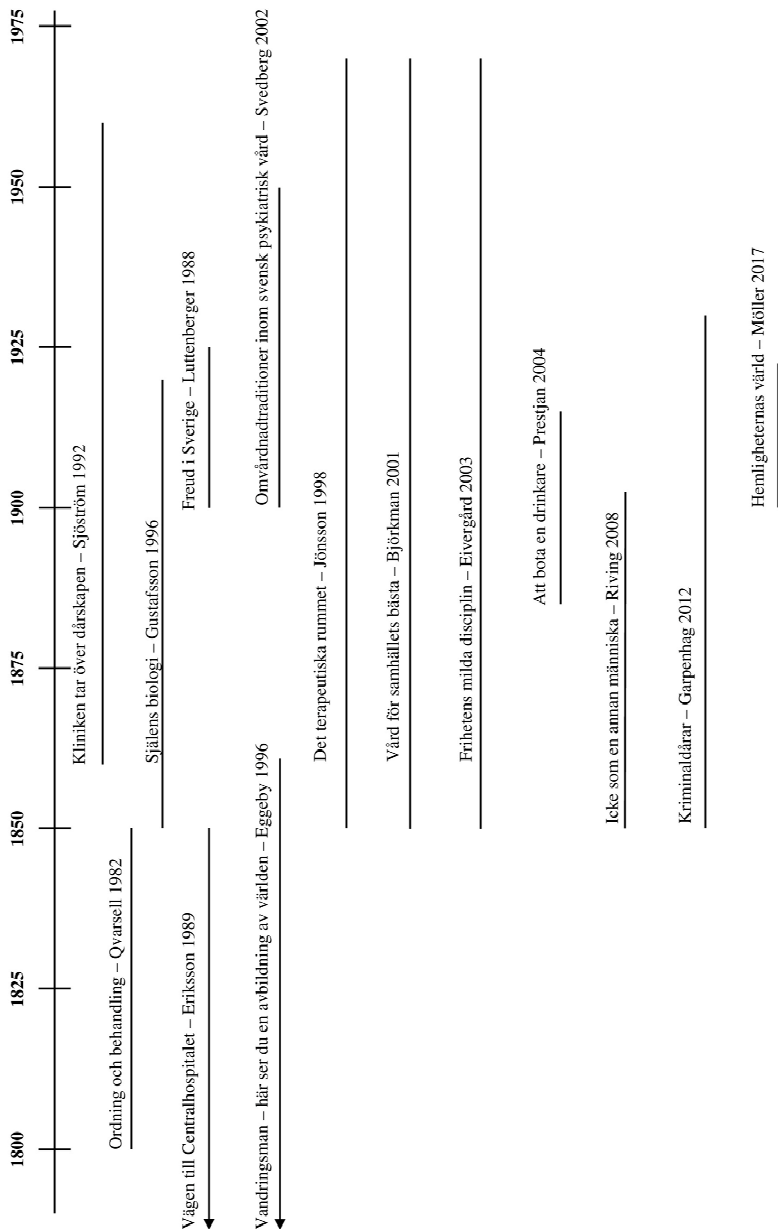 1800 1825 1850 1875 1900 1925 1950 1975
Kliniken tar över dårskapen – Sjöström 1992
Ordning och behandling – Qvarsell 1982
Själens biologi – Gustafsson 1996
Vägen till Centralhospitalet – Eriksson 1989
Freud i Sverige – Luttenberger 1988
Vandringsman – här ser du en avbildning av världen – Eggeby 1996
Omvårdnadtraditioner inom svensk psykiatrisk vård – Svedberg 2002
Det terapeutiska rummet – Jönsson 1998
Vård för samhällets bästa – Björkman 2001
Frihetens milda disciplin – Eivergård 2003
Att bota en drinkare – Prestjan 2004
Icke som en annan människa – Riving 2008
Kriminaldårar – Garpenhag 2012
Hemligheternas värld – Möller 2017